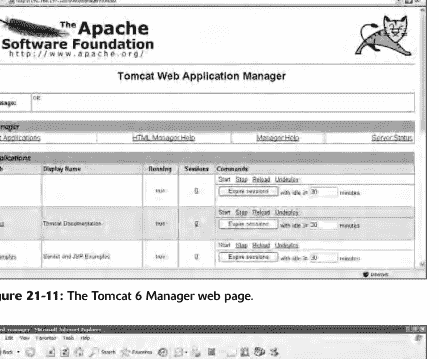 The Apache
Software Foundation
http://www.apache.org/
Tomcat Web Application Manager
OK
HTML Manager Help Manager Help Server Status
Display Name Running Sessions Commands
Start Stop Reload Undeploy
true 0 Expire sessions with idle ≥ 30 minutes
Start Stop Reload Undeploy
Tomcat Documentation true 0 Expire sessions with idle ≥ 30 minutes
Start Stop Reload Undeploy
Servlet and JSP Examples true 0 Expire sessions with idle ≥ 30 minutes
gure 21-11: The Tomcat 6 Manager web page.